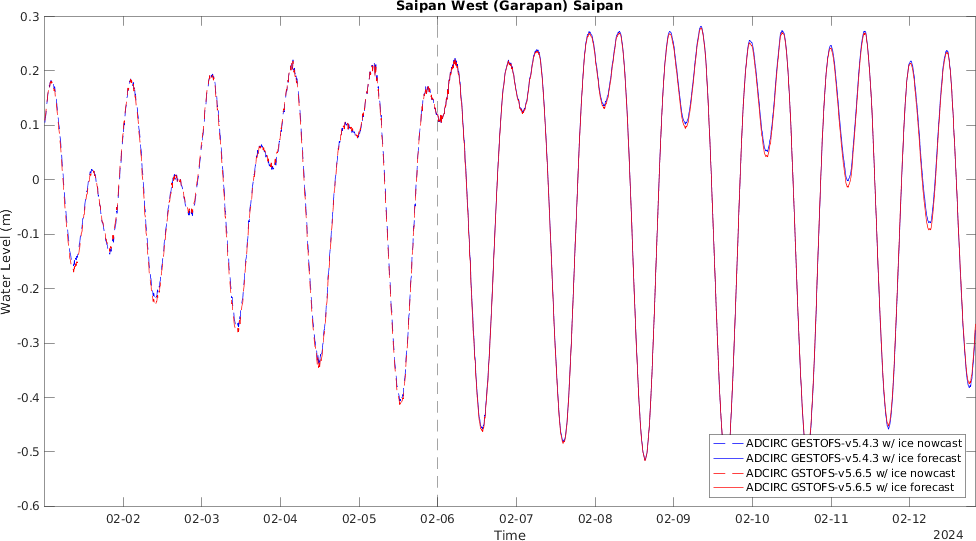 Saipan West (Garapan) Saipan
0.3
0.2
0.1
0
-0.1
-0.2
-0.3
-0.4
-0.5
-0.6
Water Level (m)
ADCIRC GESTOFS-v5.4.3 w/ ice nowcast
ADCIRC GESTOFS-v5.4.3 w/ ice forecast
ADCIRC GSTOFS-v5.6.5 w/ ice nowcast
ADCIRC GSTOFS-v5.6.5 w/ ice forecast
02-02 02-03 02-04 02-05 02-06 02-07 02-08 02-09 02-10 02-11 02-12
Time
2024